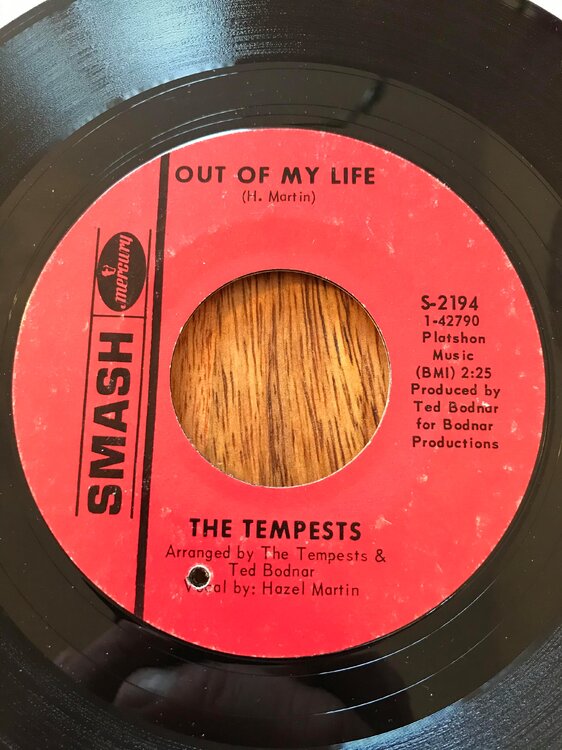 OUT OF MY LIFE
(H. Martin)
mercury
SMASH
S-2194
1-42790
Platshon
Music
(BMI) 2:25
Produced by
Ted Bodnar
for Bodnar
Productions
THE TEMPESTS
Arranged by The Tempests &
Ted Bodnar
Vocal by: Hazel Martin